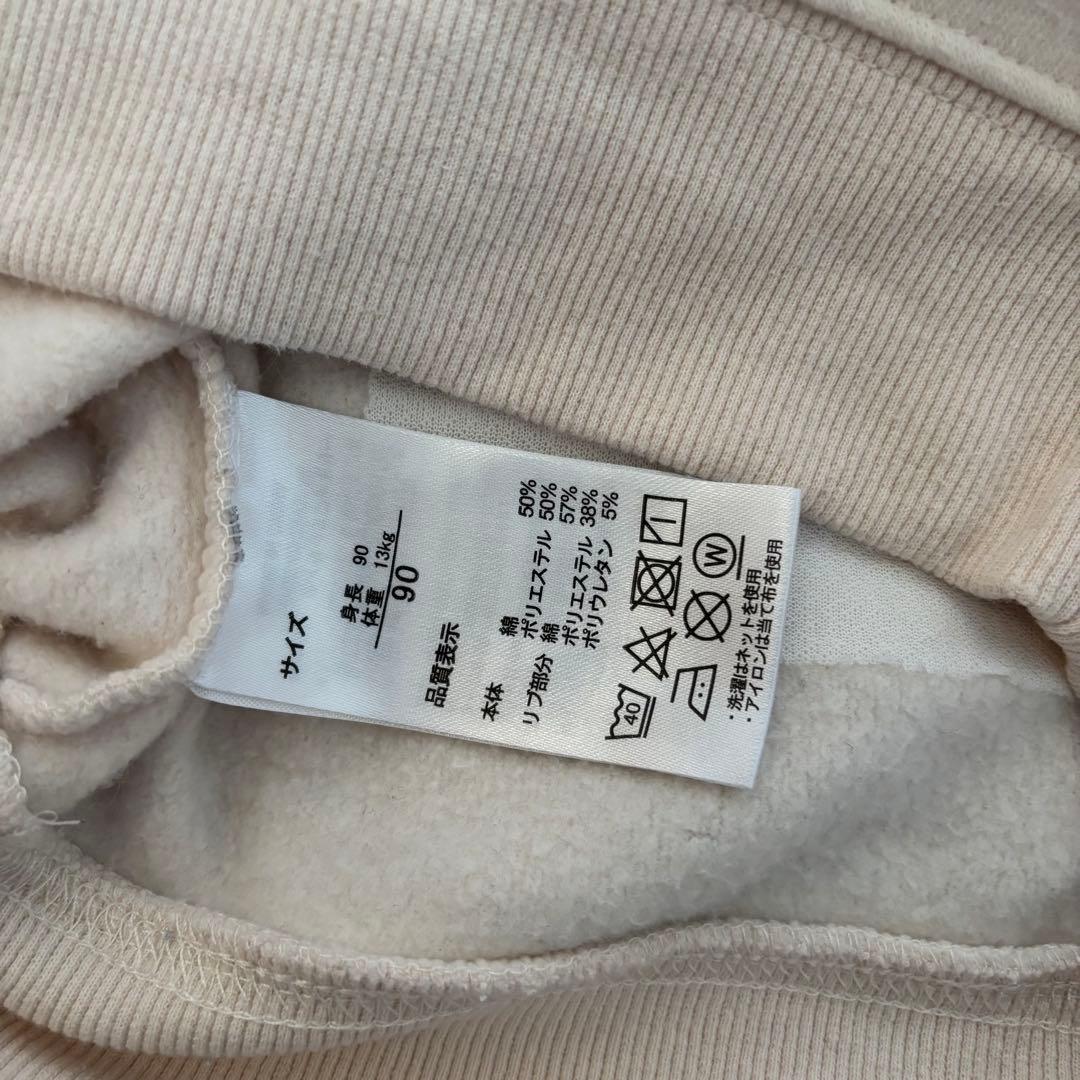 サイズ
身長 90
体重 13kg
90
品質表示
本体 綿 50%
ポリエステル 50%
リブ部分 綿 57%
ポリエステル 38%
ポリウレタン 5%
40
W
・洗濯はネットを使用
・アイロンは当て布を使用